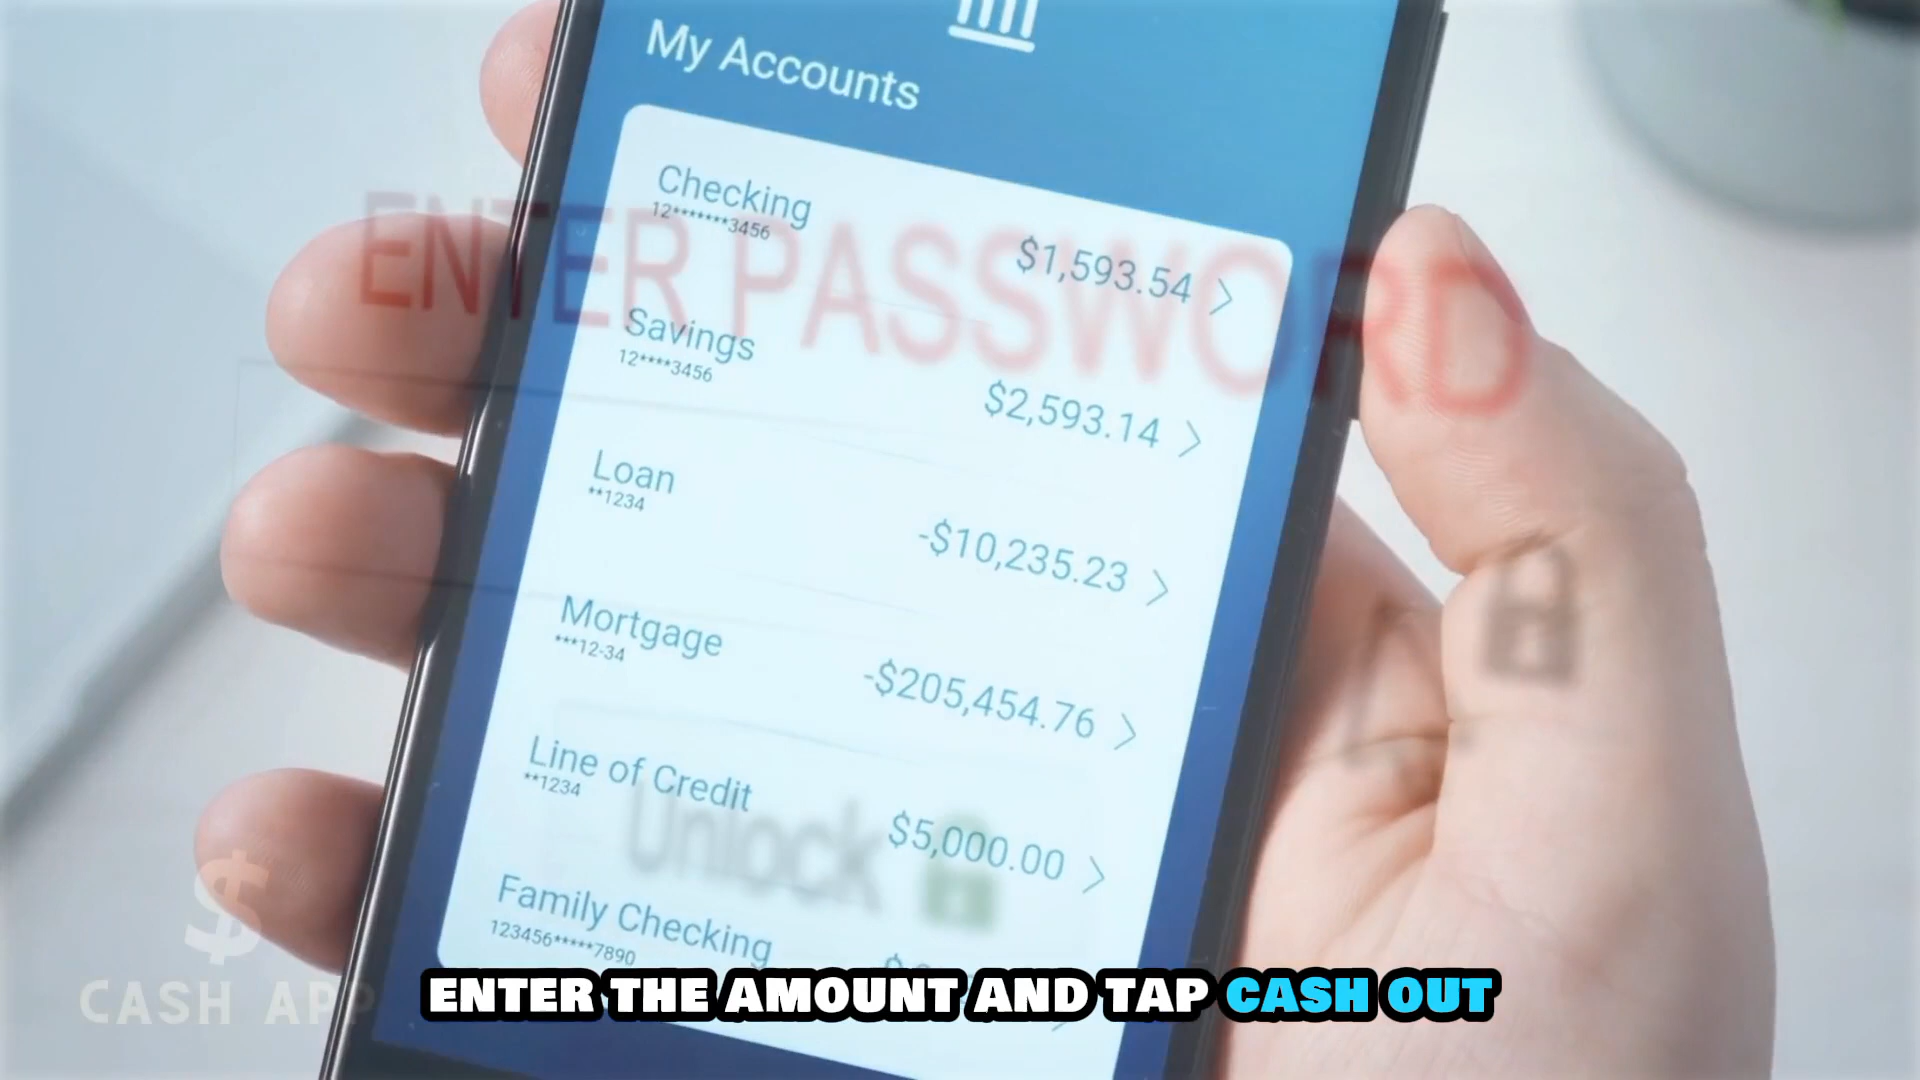 My Accounts
Checking
12*******3456
$1,593.54
ENTER PASSWORD
Savings
12****3456
$2,593.14
Loan
**1234
-$10,235.23
Mortgage
***12-34
-$205,454.76
Line of Credit
**1234
$5,000.00
Unlock
Family Checking
123456*****7890
$
CASH APP
ENTER THE AMOUNT AND TAP CASH OUT